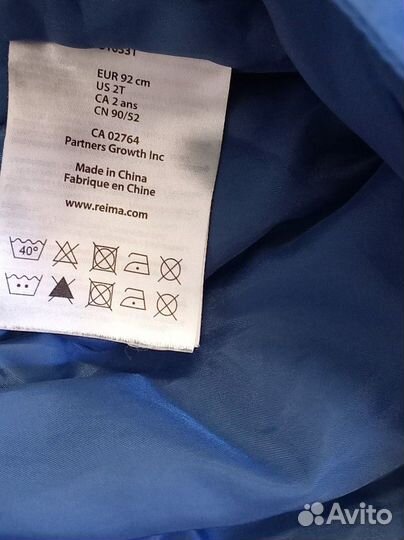 EUR 92 cm
US 2T
CA 2 ans
CN 90/52
CA 02764
Partners Growth Inc
Made in China
Fabriqué en Chine
www.reima.com
40°
Avito